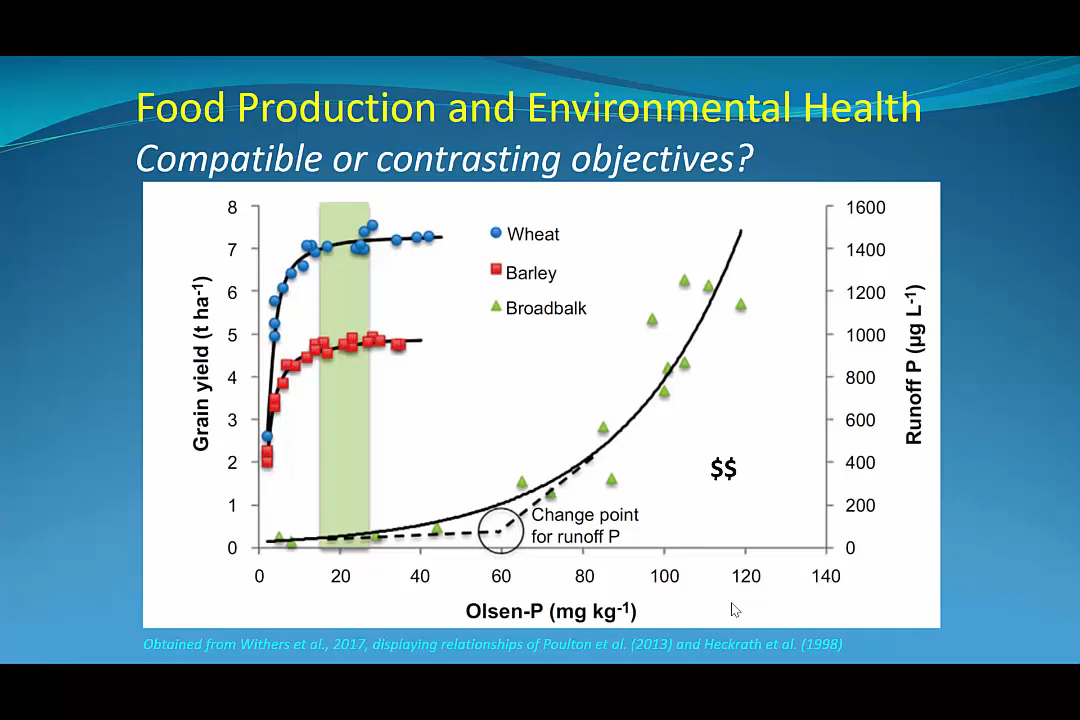 Food Production and Environmental Health
Compatible or contrasting objectives?
8
7
6
5
4
3
2
1
0
Grain yield (t ha-1)
Wheat
Barley
Broadbalk
1600
1400
1200
1000
800
600
400
200
0
Runoff P (µg L-1)
$$
Change point
for runoff P
0 20 40 60 80 100 120 140
Olsen-P (mg kg-1)
Obtained from Withers et al., 2017, displaying relationships of Poulton et al. (2013) and Heckrath et al. (1998)